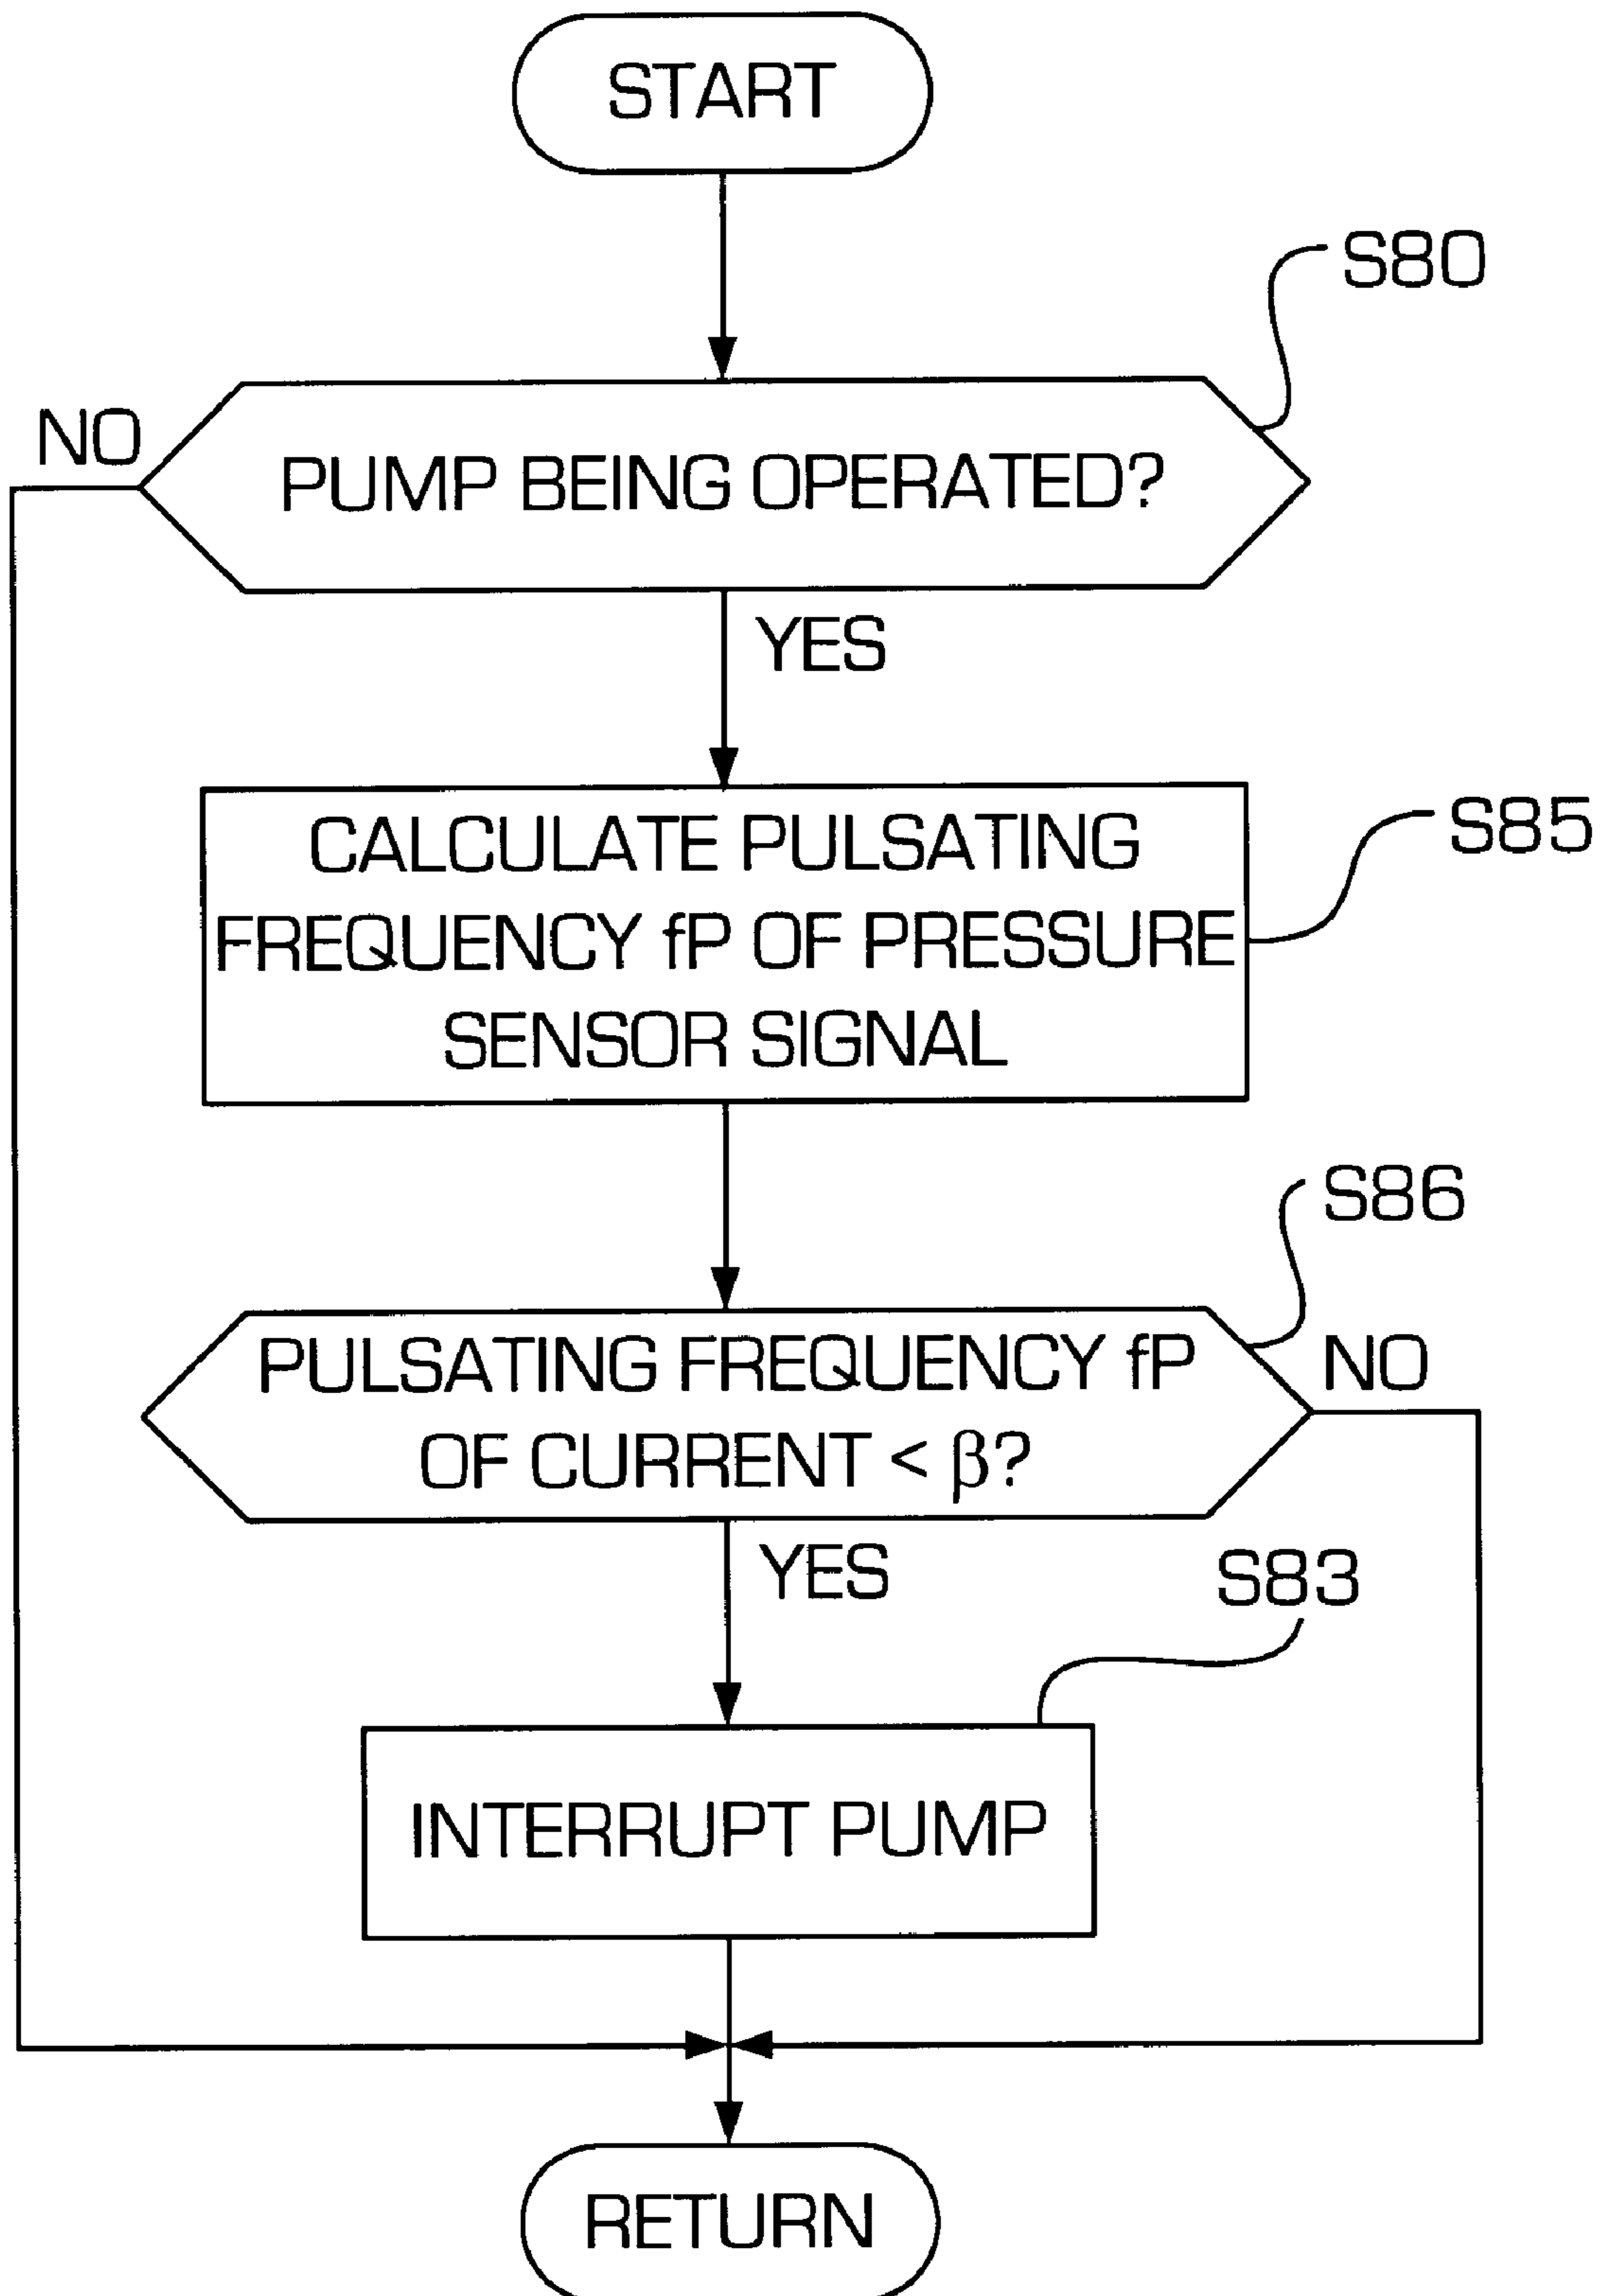 START
S80
NO
PUMP BEING OPERATED?
YES
CALCULATE PULSATING
FREQUENCY fP OF PRESSURE
SENSOR SIGNAL
S85
S86
PULSATING FREQUENCY fP
OF CURRENT < β?
NO
YES
S83
INTERRUPT PUMP
RETURN